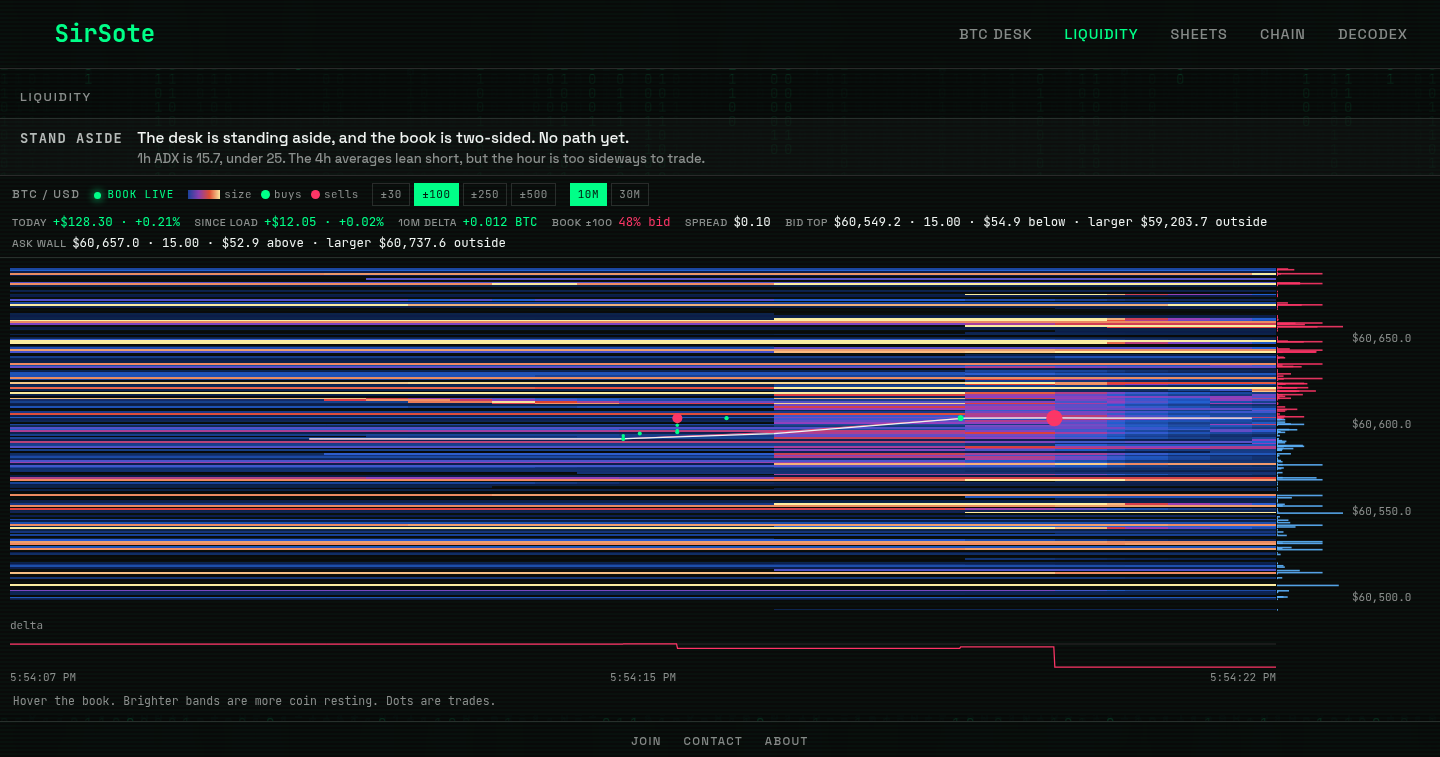 SirSote
BTC DESK LIQUIDITY SHEETS CHAIN DECODEX
LIQUIDITY
STAND ASIDE The desk is standing aside, and the book is two-sided. No path yet.
1h ADX is 15.7, under 25. The 4h averages lean short, but the hour is too sideways to trade.
BTC / USD BOOK LIVE size buys sells ±30 ±100 ±250 ±500 10M 30M
TODAY +$128.30 · +0.21% SINCE LOAD +$12.05 · +0.02% 10M DELTA +0.012 BTC BOOK ±100 48% bid SPREAD $0.10 BID TOP $60,549.2 · 15.00 · $54.9 below · larger $59,203.7 outside
ASK WALL $60,657.0 · 15.00 · $52.9 above · larger $60,737.6 outside
$60,650.0
$60,600.0
$60,550.0
$60,500.0
delta
5:54:07 PM 5:54:15 PM 5:54:22 PM
Hover the book. Brighter bands are more coin resting. Dots are trades.
JOIN CONTACT ABOUT